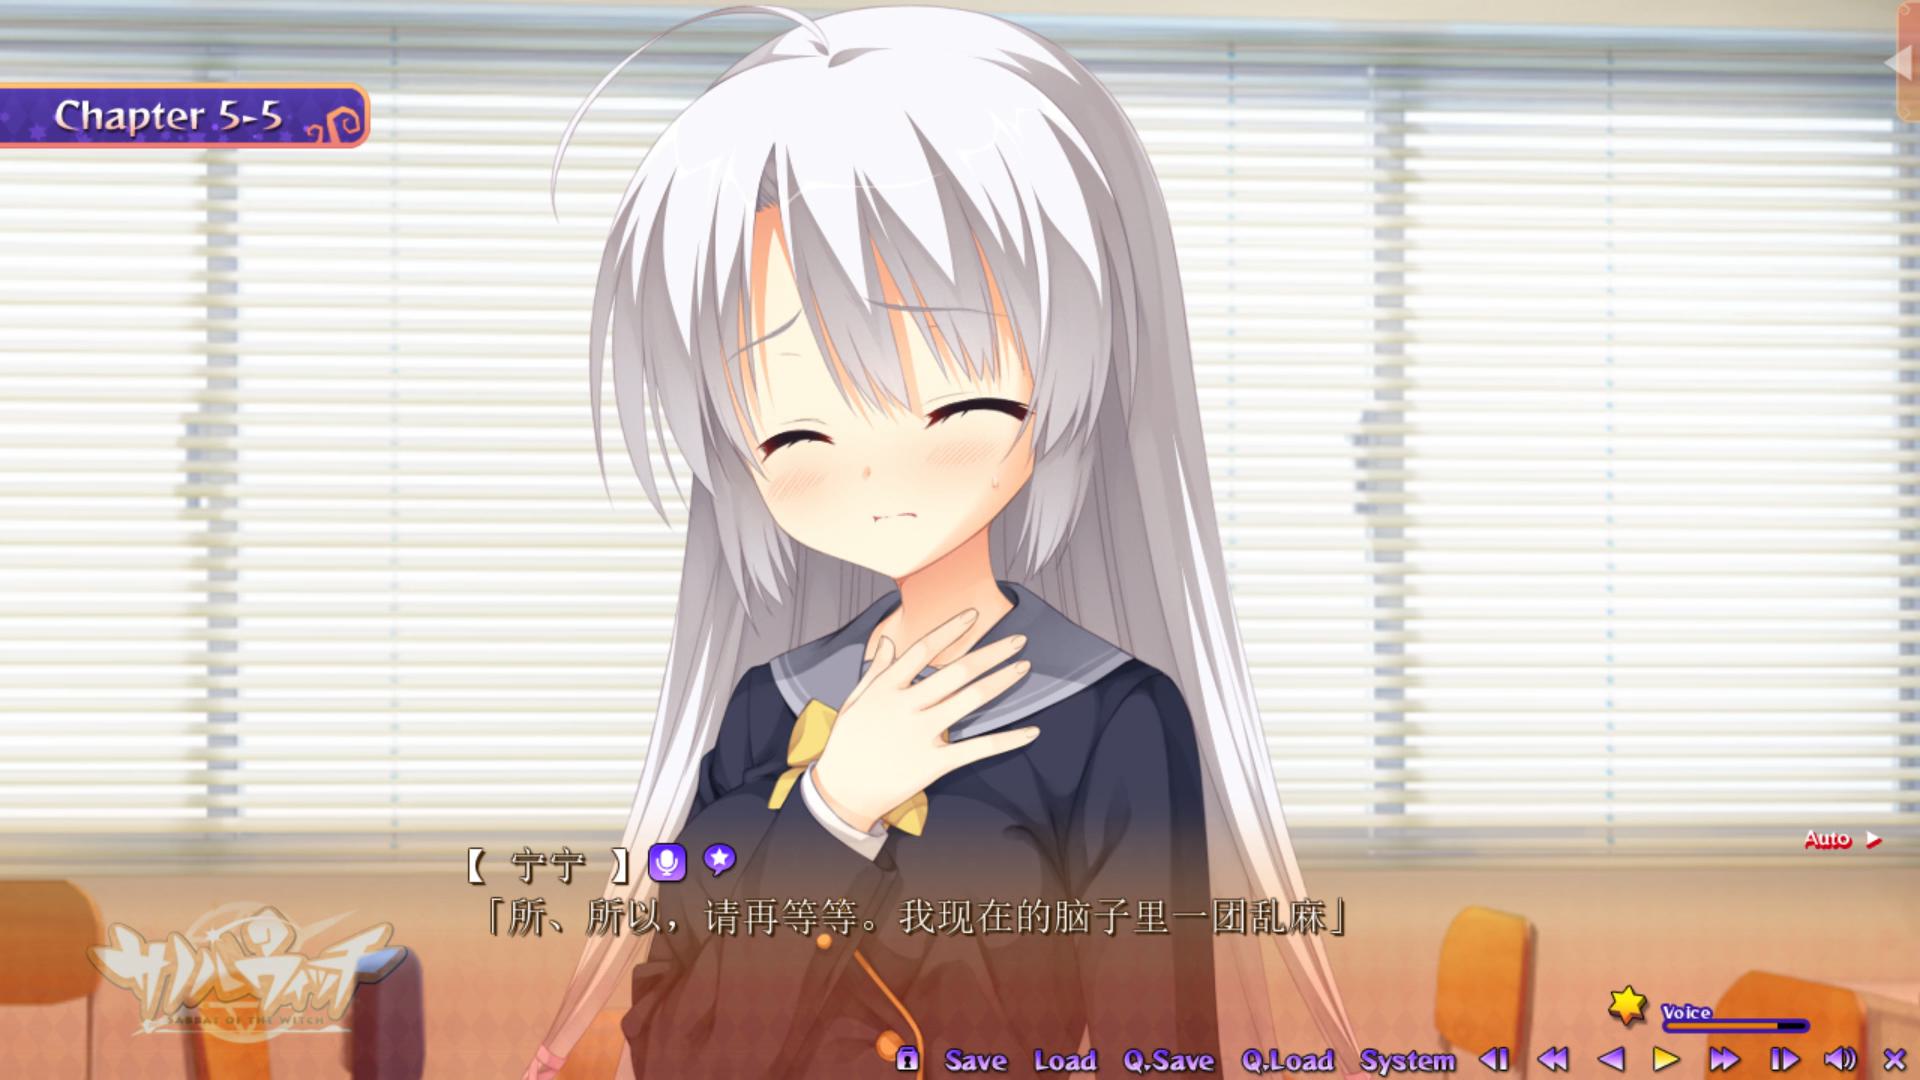 Chapter 5-5
Auto
【 宁宁 】
「所、所以，请再等等。我现在的脑子里一团乱麻」
サノバウィッチ
SABBAT OF THE WITCH
Voice
Save Load Q.Save Q.Load System